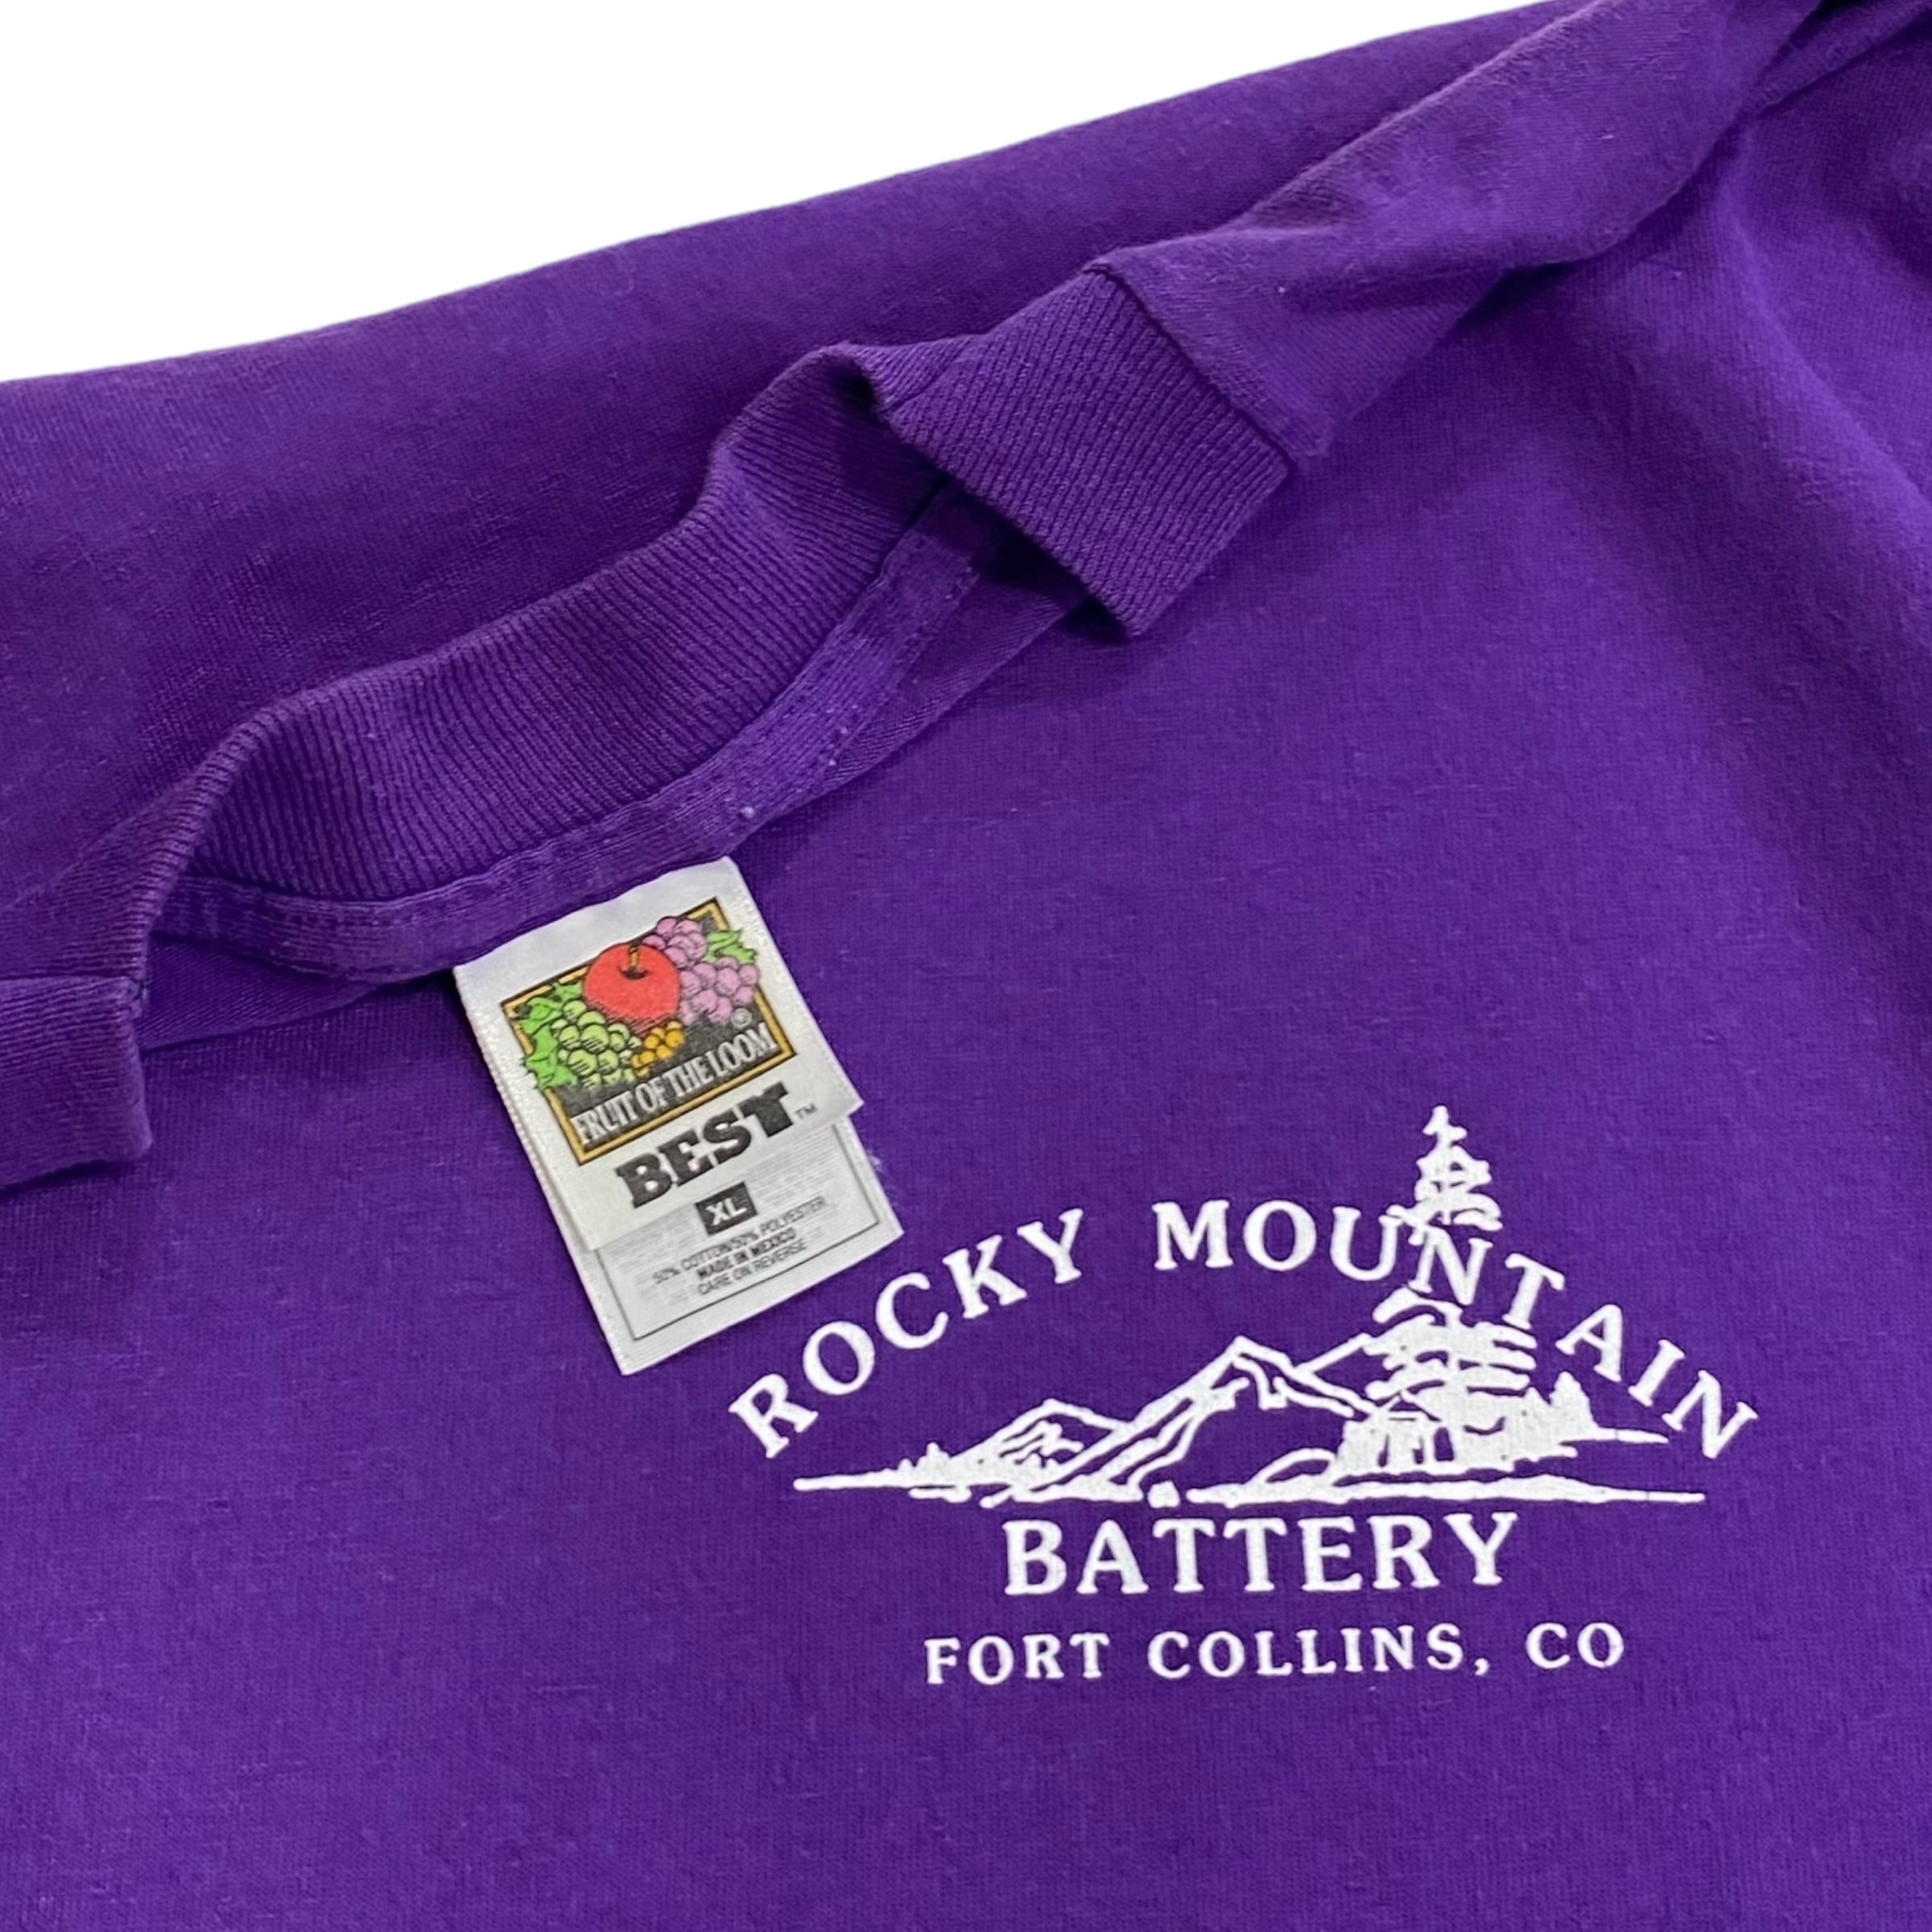 FRUIT OF THE LOOM®
BEST™
XL
50% COTTON/50% POLYESTER
MADE IN MEXICO
CARE ON REVERSE
ROCKY MOUNTAIN
BATTERY
FORT COLLINS, CO